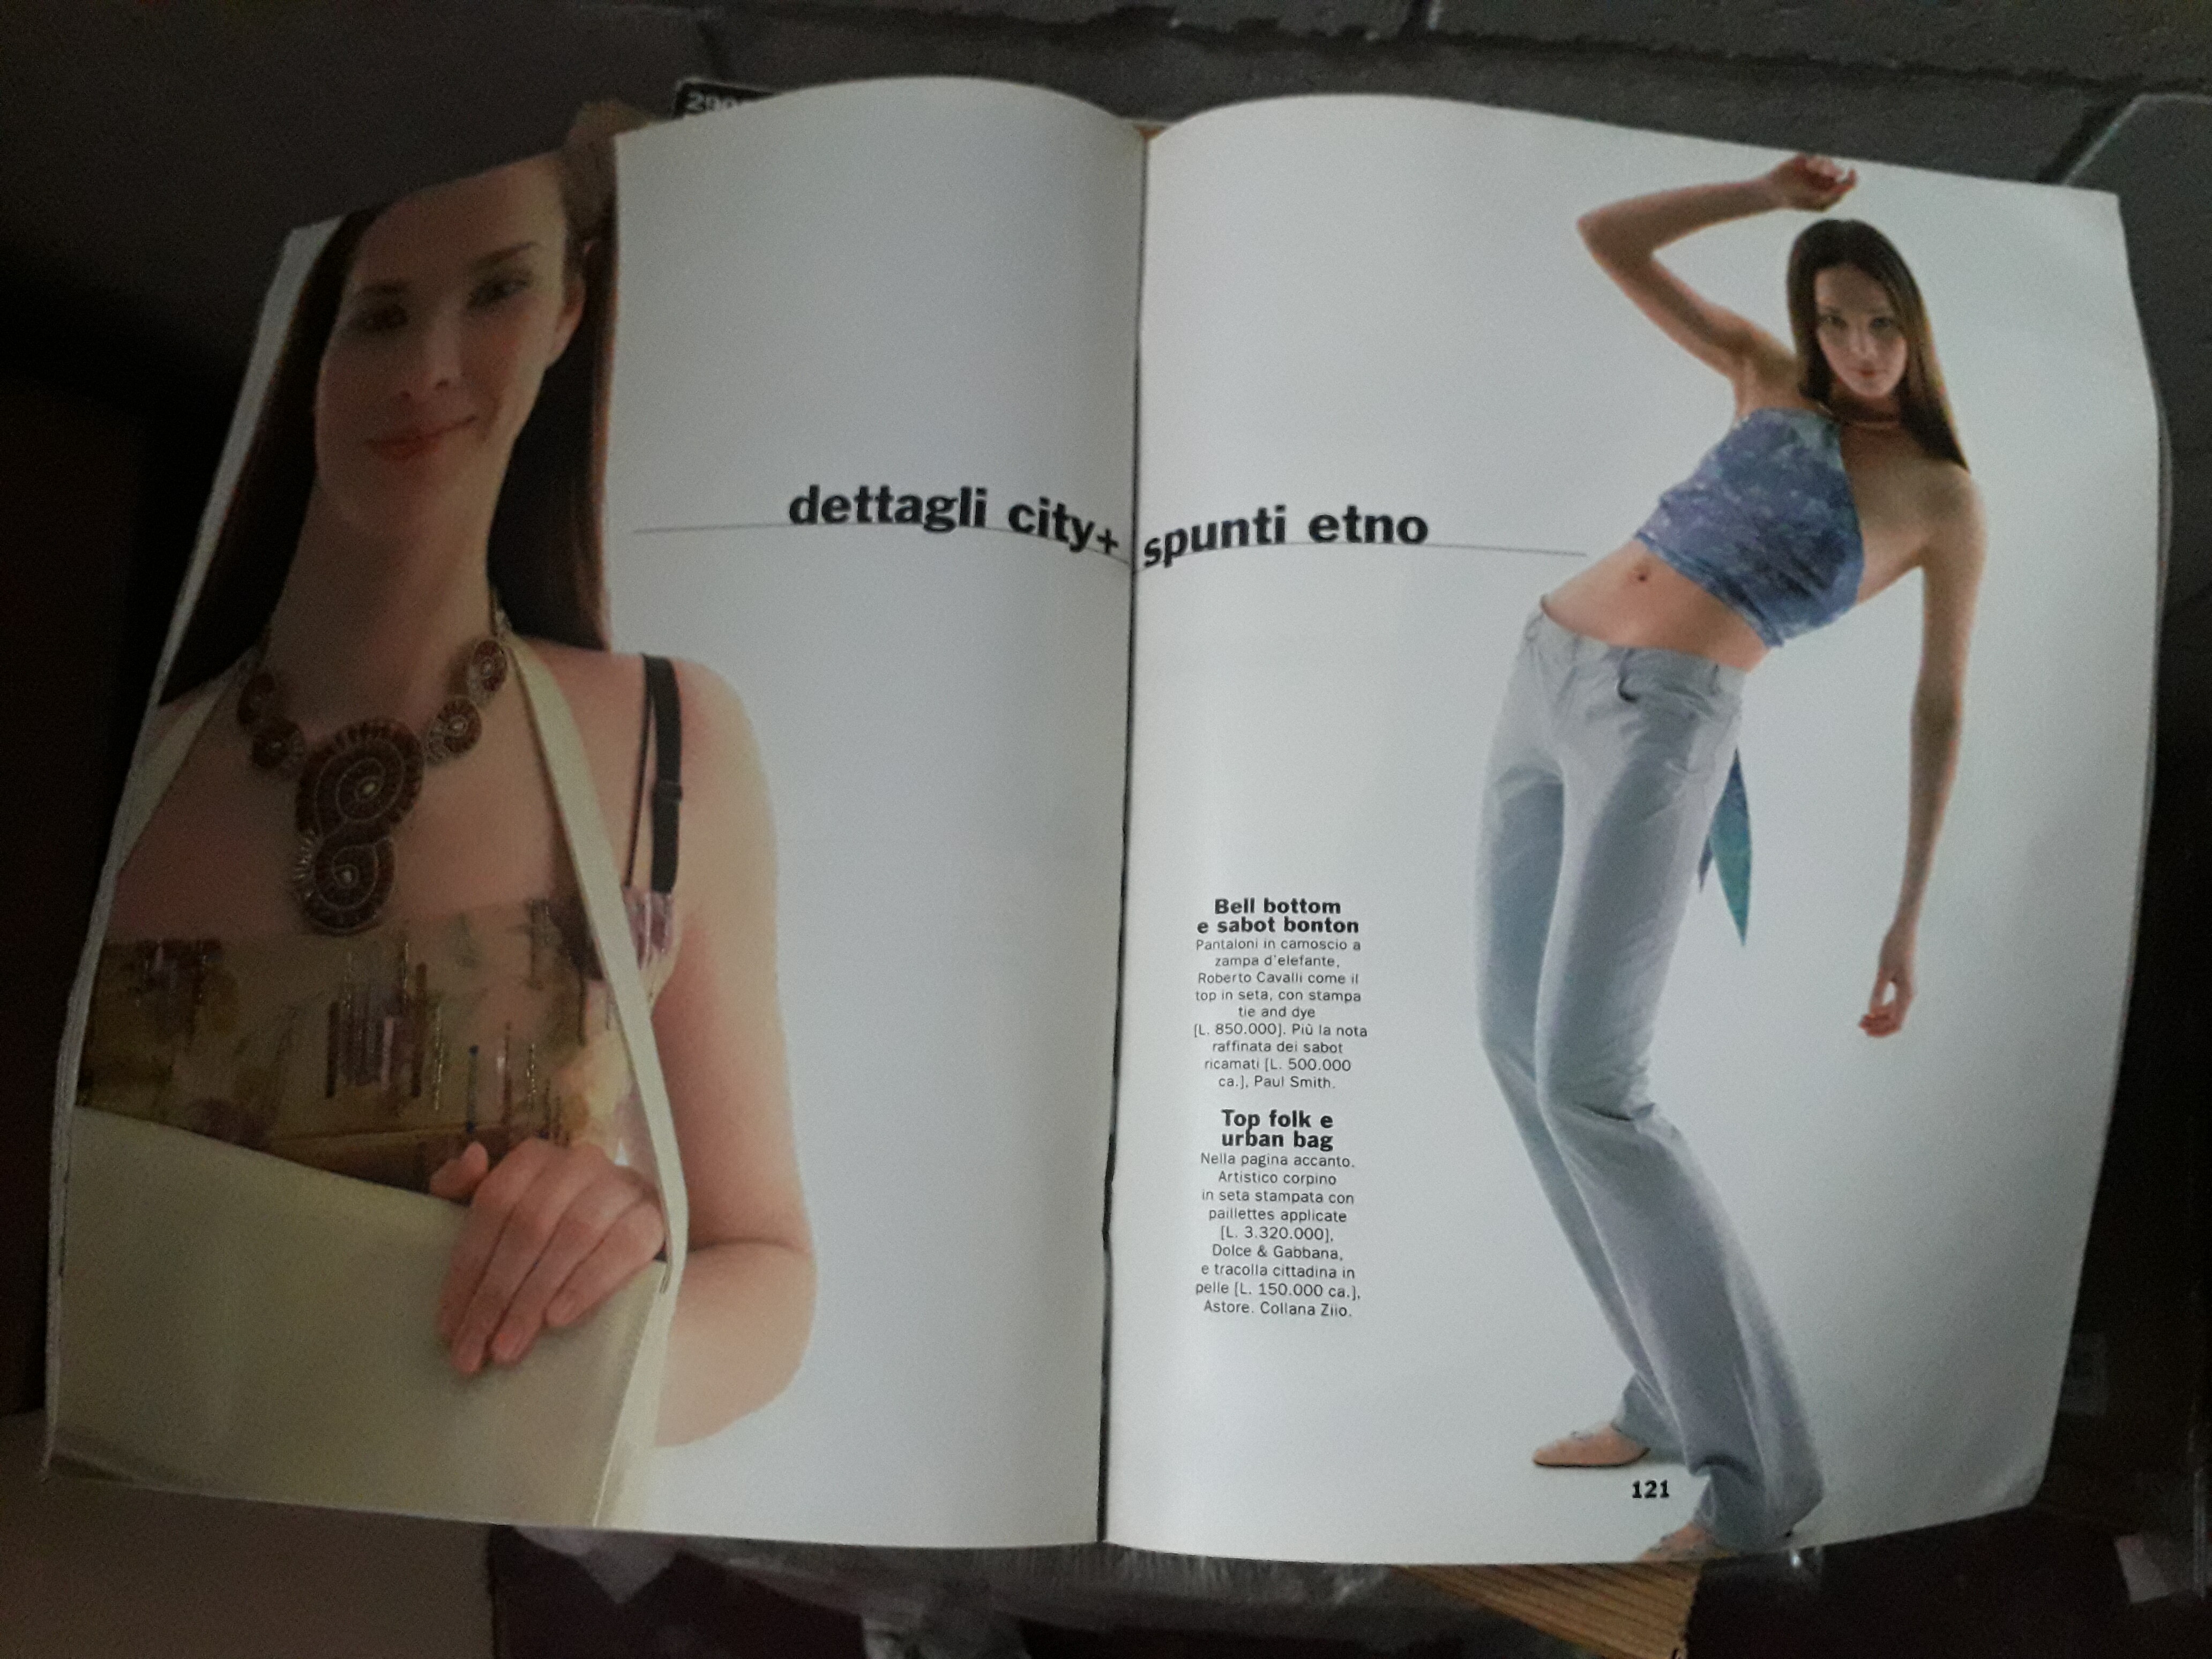 dettagli city+ spunti etno
Bell bottom
e sabot bonton
Pantaloni in camoscio a
zampa d'elefante,
Roberto Cavalli come il
top in seta, con stampa
tie and dye
[L. 850.000]. Più la nota
raffinata dei sabot
ricamati [L. 500.000
ca.], Paul Smith.
Top folk e
urban bag
Nella pagina accanto.
Artistico corpino
in seta stampata con
paillettes applicate
[L. 3.320.000],
Dolce & Gabbana,
e tracolla cittadina in
pelle [L. 150.000 ca.],
Astore. Collana Ziio.
121